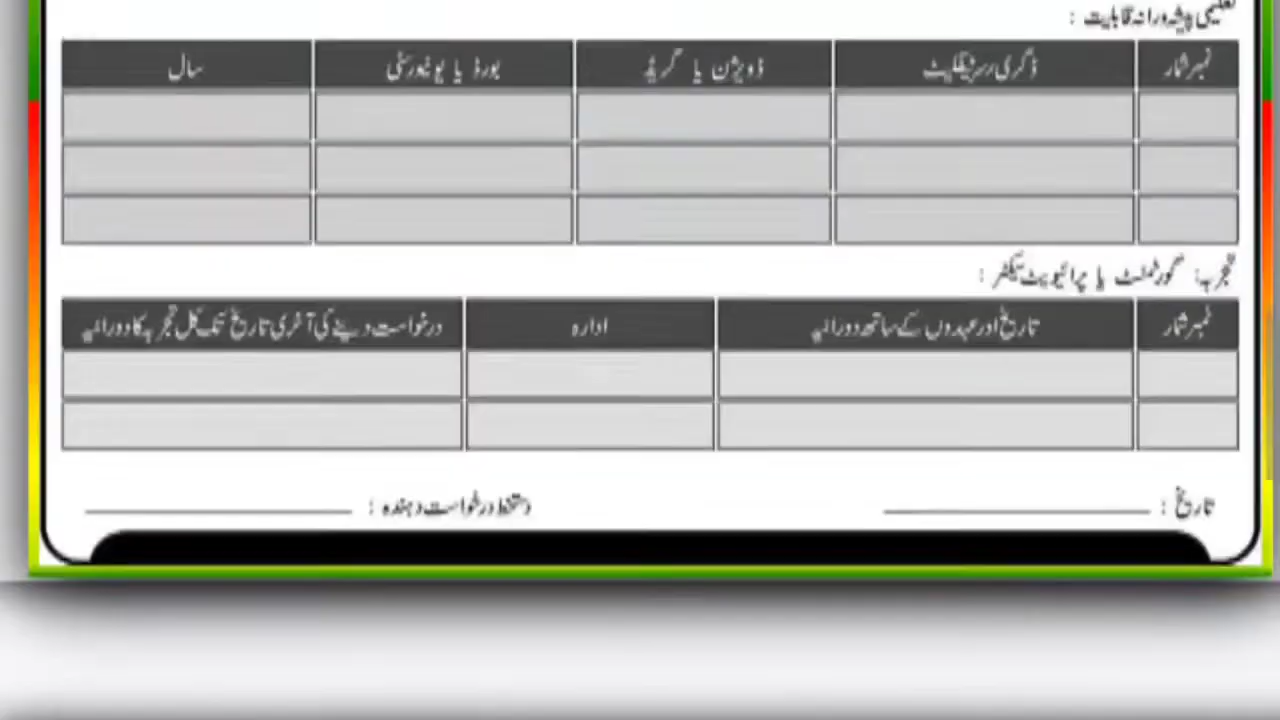 تعلیمی پیشہ ورانہ قابلیت :
نمبر شمار ڈگری رسرٹیفکیٹ ڈویژن یا گریڈ بورڈ یا یونیورسٹی سال
تجربہ: گورنمنٹ یا پرائیویٹ سیکٹر :
نمبر شمار تاریخ اور عہدوں کے ساتھ دورانیہ ادارہ درخواست دینے کی آخری تاریخ تک کل تجربہ کا دورانیہ
تاریخ : دستخط درخواست دہندہ :